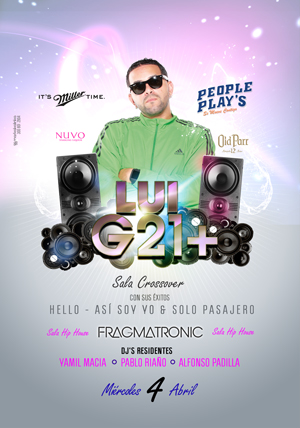 IT'S Miller TIME.
PEOPLE
PLAY'S
NUVO
Old Parr
12
LUI
G21+
Sala Crossover
CON SUS ÉXITOS
HELLO - ASÍ SOY YO & SOLO PASAJERO
Sala Hip House FRAGMATRONIC Sala Hip House
DJ'S RESIDENTES
YAMIL MACIA PABLO RIAÑO ALFONSO PADILLA
Miércoles 4 Abril